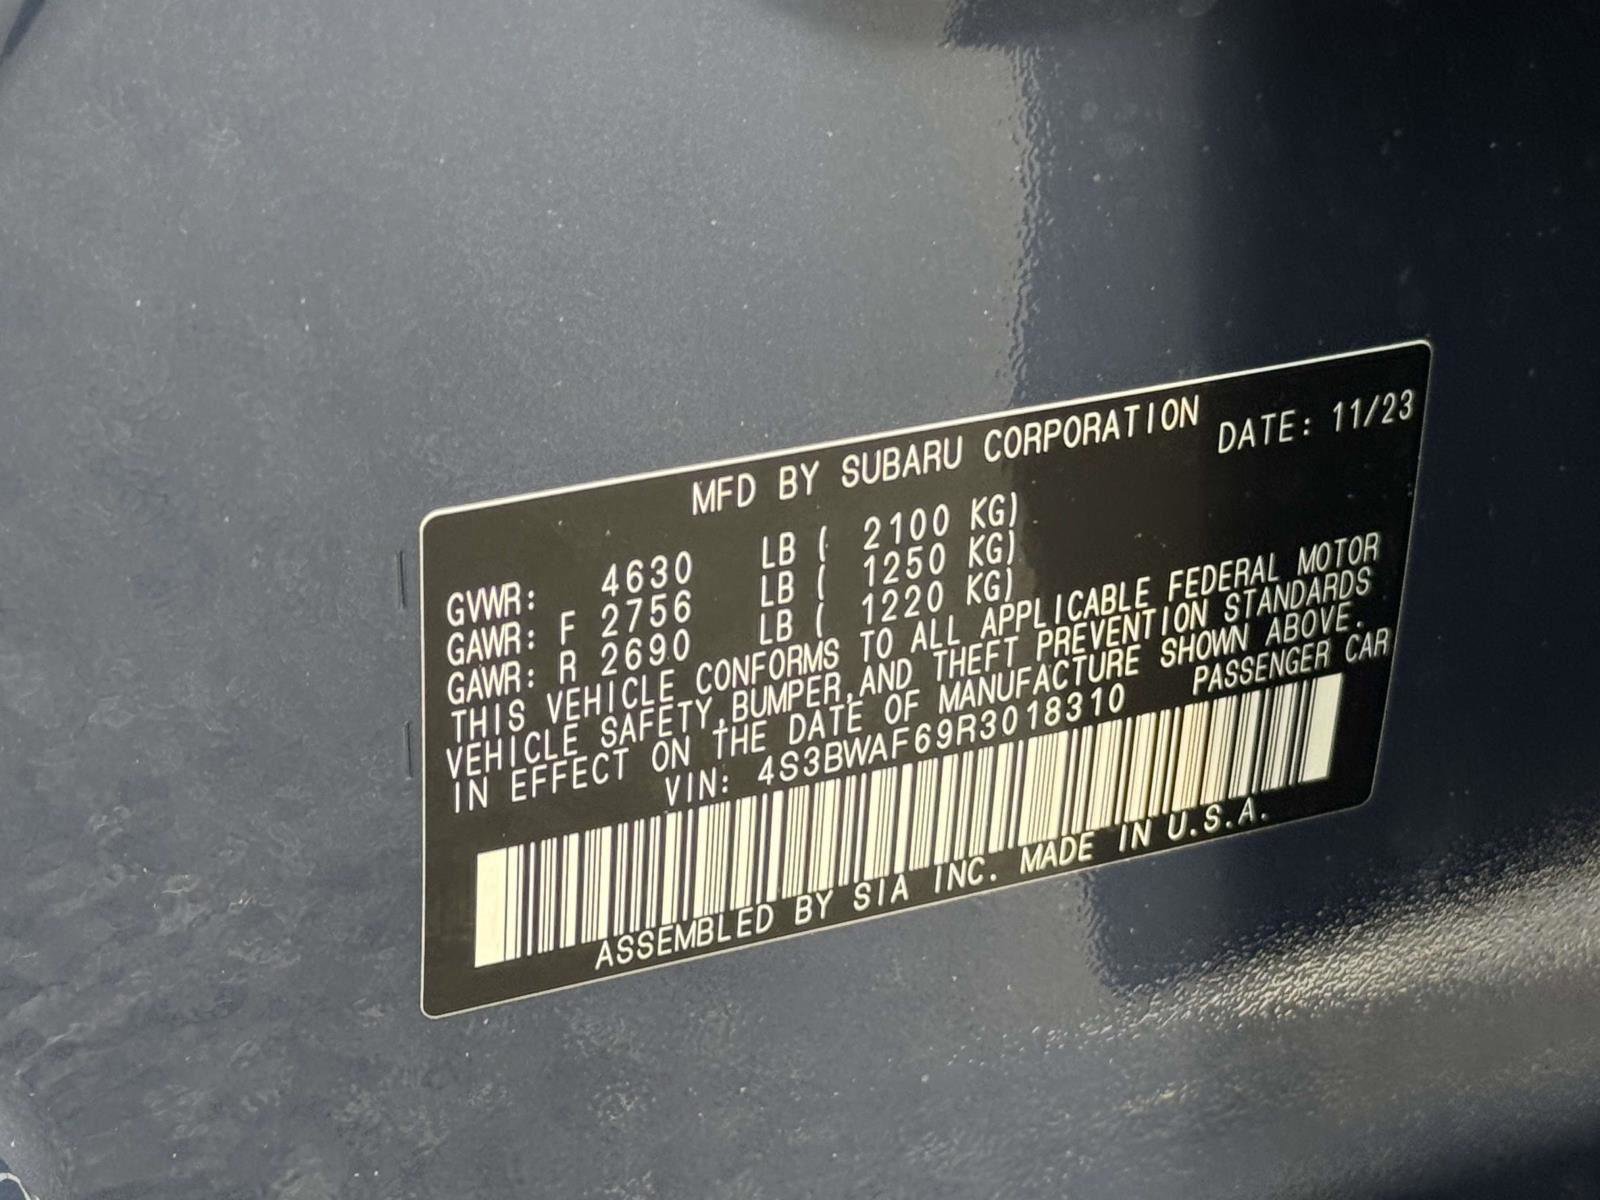 MFD BY SUBARU CORPORATION DATE: 11/23
GVWR: 4630 LB ( 2100 KG)
GAWR: F 2756 LB ( 1250 KG)
GAWR: R 2690 LB ( 1220 KG)
THIS VEHICLE CONFORMS TO ALL APPLICABLE FEDERAL MOTOR
VEHICLE SAFETY,BUMPER,AND THEFT PREVENTION STANDARDS
IN EFFECT ON THE DATE OF MANUFACTURE SHOWN ABOVE.
VIN: 4S3BWAF69R3018310 PASSENGER CAR
ASSEMBLED BY SIA INC. MADE IN U.S.A.